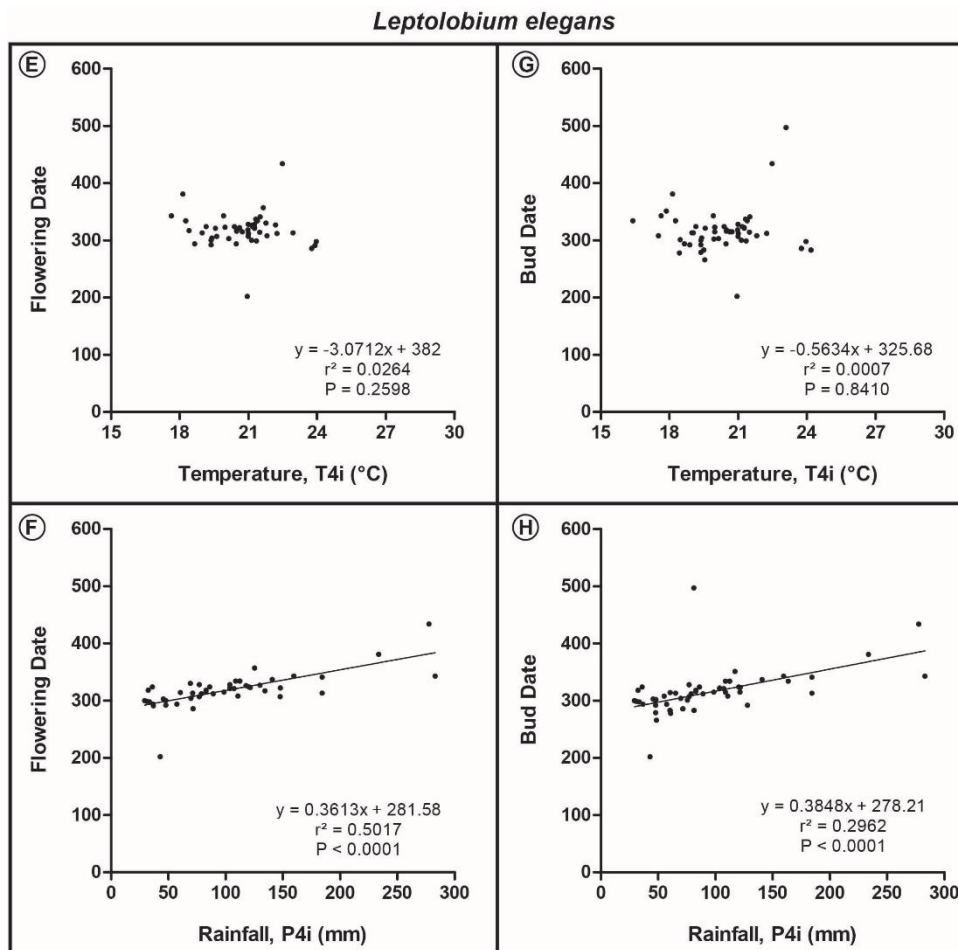 Leptolobium elegans
E
600
500
400
300
200
100
0
Flowering Date
y = -3.0712x + 382
r² = 0.0264
P = 0.2598
15 18 21 24 27 30
Temperature, T4i (°C)
G
600
500
400
300
200
100
0
Bud Date
y = -0.5634x + 325.68
r² = 0.0007
P = 0.8410
15 18 21 24 27 30
Temperature, T4i (°C)
F
600
500
400
300
200
100
0
Flowering Date
y = 0.3613x + 281.58
r² = 0.5017
P < 0.0001
0 50 100 150 200 250 300
Rainfall, P4i (mm)
H
600
500
400
300
200
100
0
Bud Date
y = 0.3848x + 278.21
r² = 0.2962
P < 0.0001
0 50 100 150 200 250 300
Rainfall, P4i (mm)